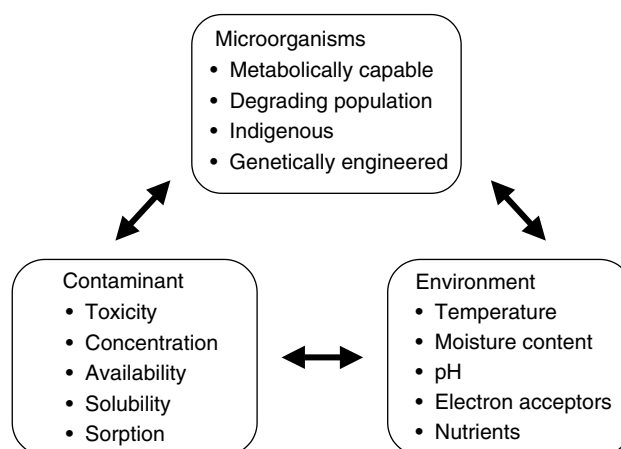 Microorganisms
• Metabolically capable
• Degrading population
• Indigenous
• Genetically engineered
Contaminant
• Toxicity
• Concentration
• Availability
• Solubility
• Sorption
Environment
• Temperature
• Moisture content
• pH
• Electron acceptors
• Nutrients